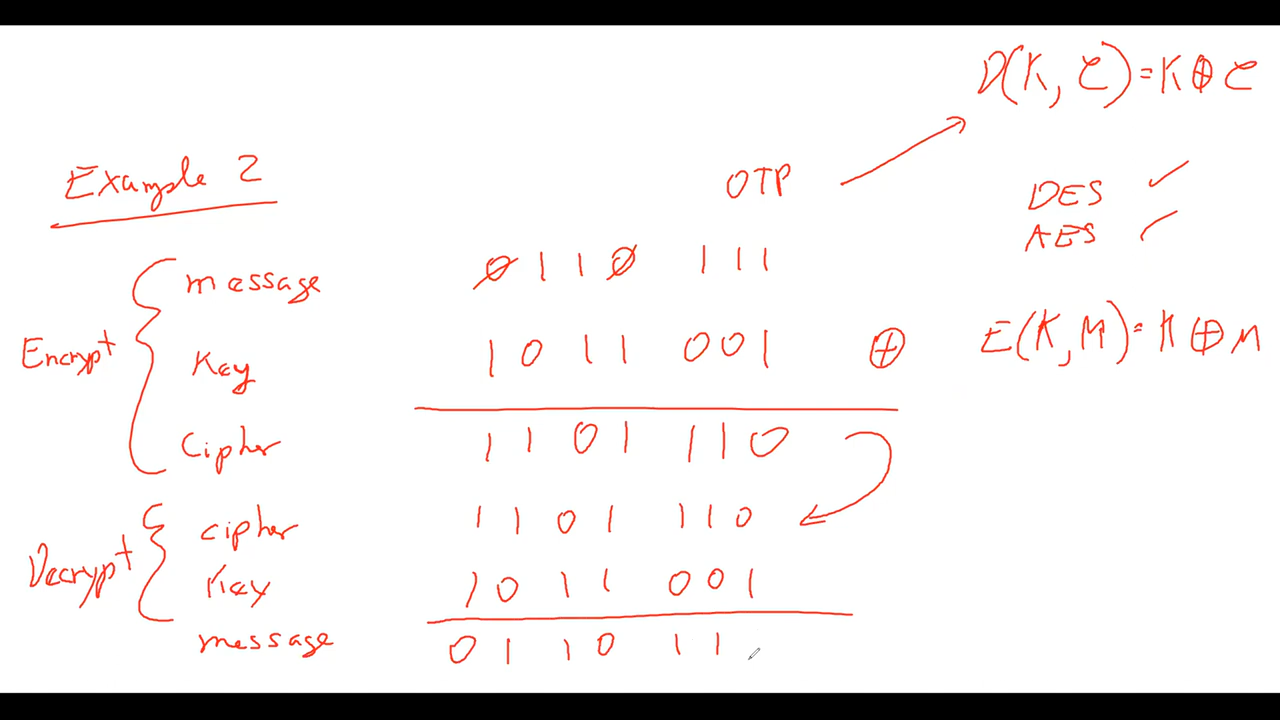 D(K, C) = K ⊕ C
Example 2
OTP
DES ✓
AES ✓
Encrypt
message 0110 111
Key 1011 001 ⊕
E(K, M) = K ⊕ M
Cipher 1101 110
Decrypt
cipher 1101 110
Key 1011 001
message 0110 11